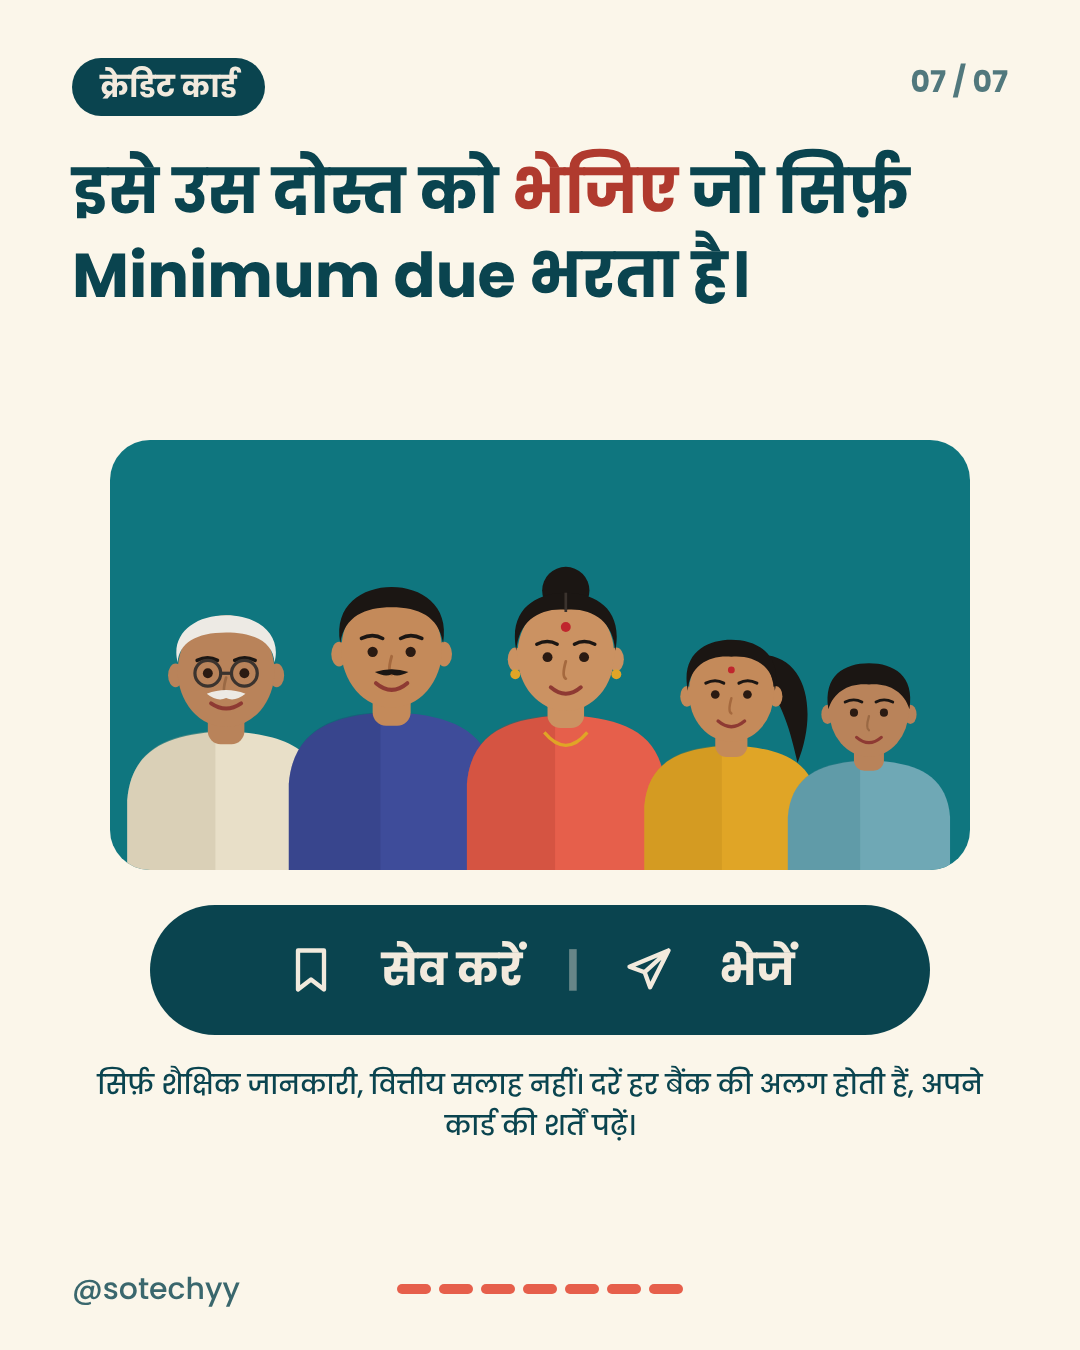 क्रेडिट कार्ड
07 / 07
इसे उस दोस्त को भेजिए जो सिर्फ़
Minimum due भरता है।
सेव करें | भेजें
सिर्फ़ शैक्षिक जानकारी, वित्तीय सलाह नहीं। दरें हर बैंक की अलग होती हैं, अपने
कार्ड की शर्तें पढ़ें।
@sotechyy